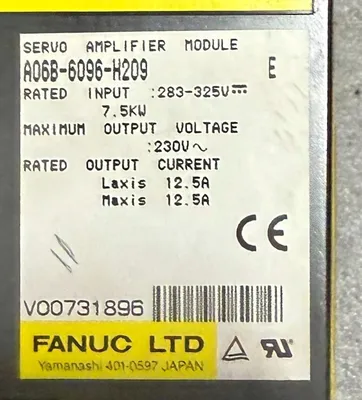 SERVO AMPLIFIER MODULE
A06B-6096-H209 E
RATED INPUT :283-325V⎓
7.5KW
MAXIMUM OUTPUT VOLTAGE
:230V∼
RATED OUTPUT CURRENT
Laxis 12.5A
Maxis 12.5A
CE
V00731896
FANUC LTD
Yamanashi 401-0597 JAPAN